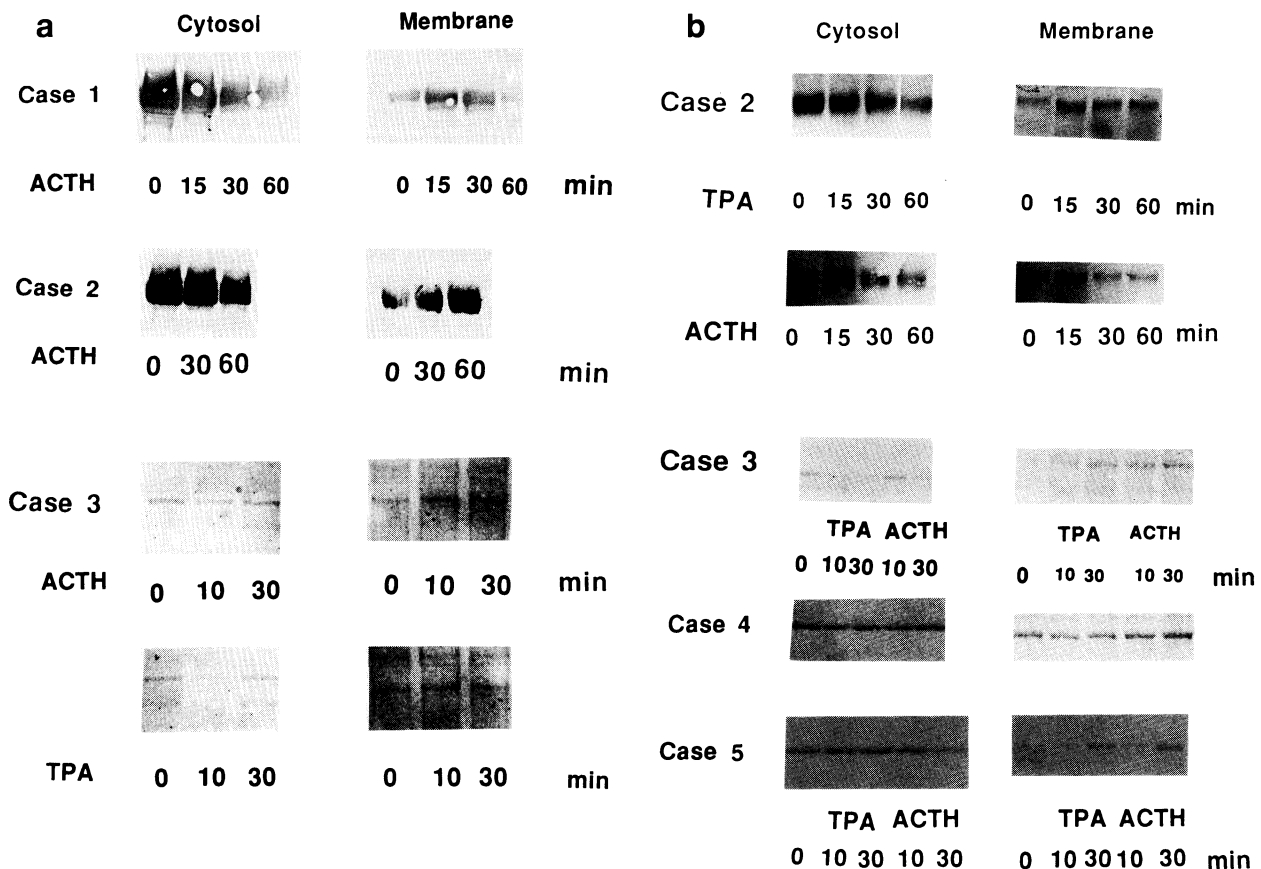 a
Cytosol Membrane
Case 1
ACTH 0 15 30 60 0 15 30 60 min
Case 2
ACTH 0 30 60 0 30 60 min
Case 3
ACTH 0 10 30 0 10 30 min
TPA 0 10 30 0 10 30 min
b
Cytosol Membrane
Case 2
TPA 0 15 30 60 0 15 30 60 min
ACTH 0 15 30 60 0 15 30 60 min
Case 3
TPA ACTH TPA ACTH
0 10 30 10 30 0 10 30 10 30 min
Case 4
Case 5
TPA ACTH TPA ACTH
0 10 30 10 30 0 10 30 10 30 min